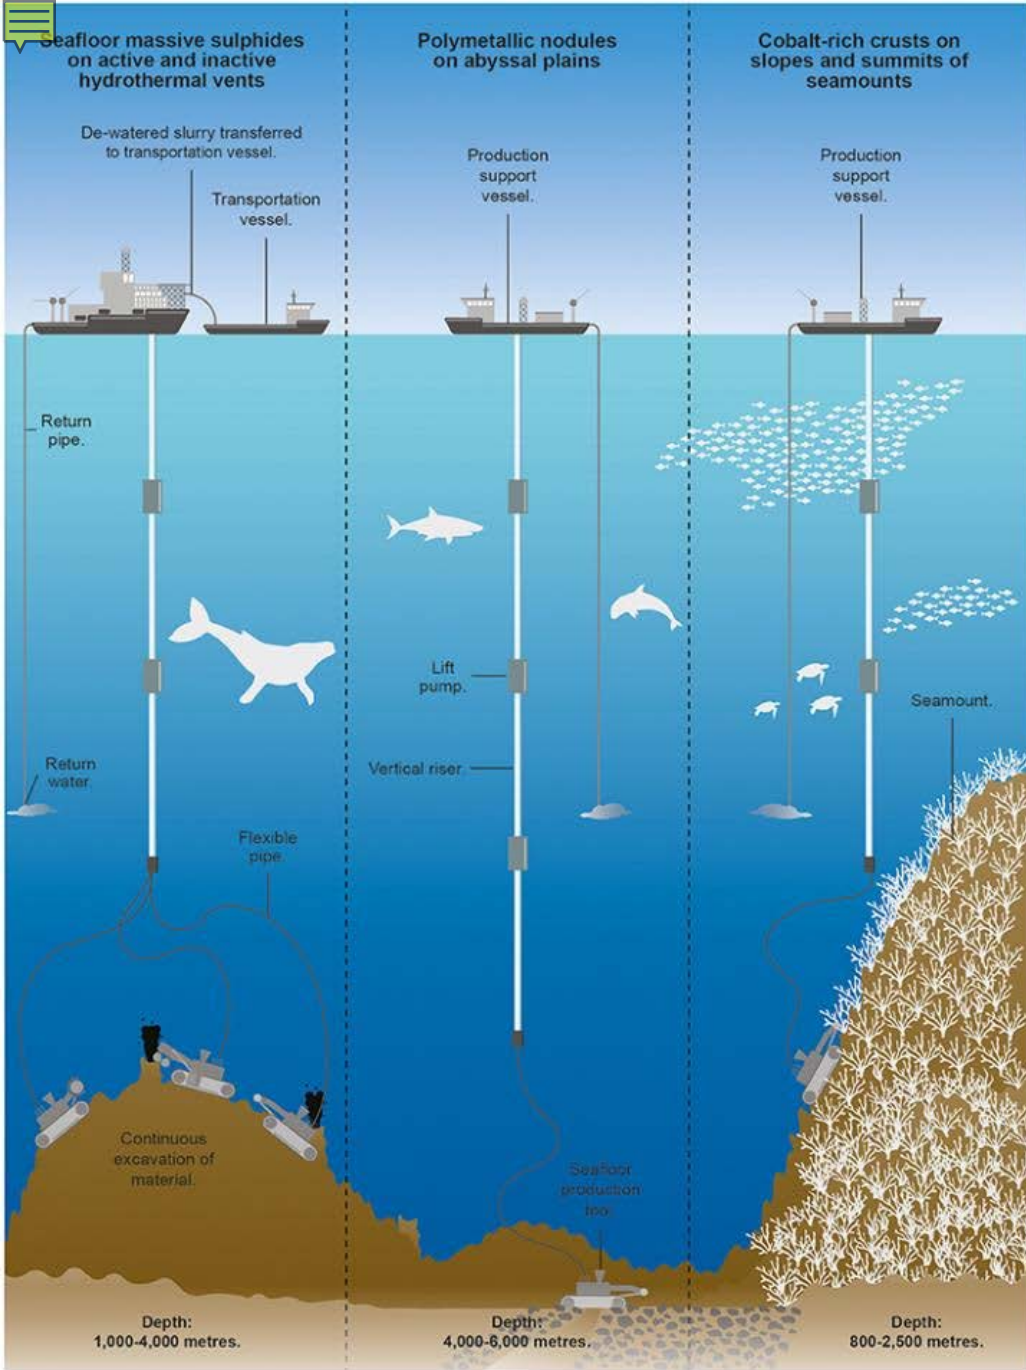 Seafloor massive sulphides
on active and inactive
hydrothermal vents
De-watered slurry transferred
to transportation vessel.
Transportation
vessel.
Return
pipe.
Return
water.
Flexible
pipe.
Continuous
excavation of
material.
Depth:
1,000-4,000 metres.
Polymetallic nodules
on abyssal plains
Production
support
vessel.
Lift
pump.
Vertical riser.
Seafloor
production
tool.
Depth:
4,000-6,000 metres.
Cobalt-rich crusts on
slopes and summits of
seamounts
Production
support
vessel.
Seamount.
Depth:
800-2,500 metres.